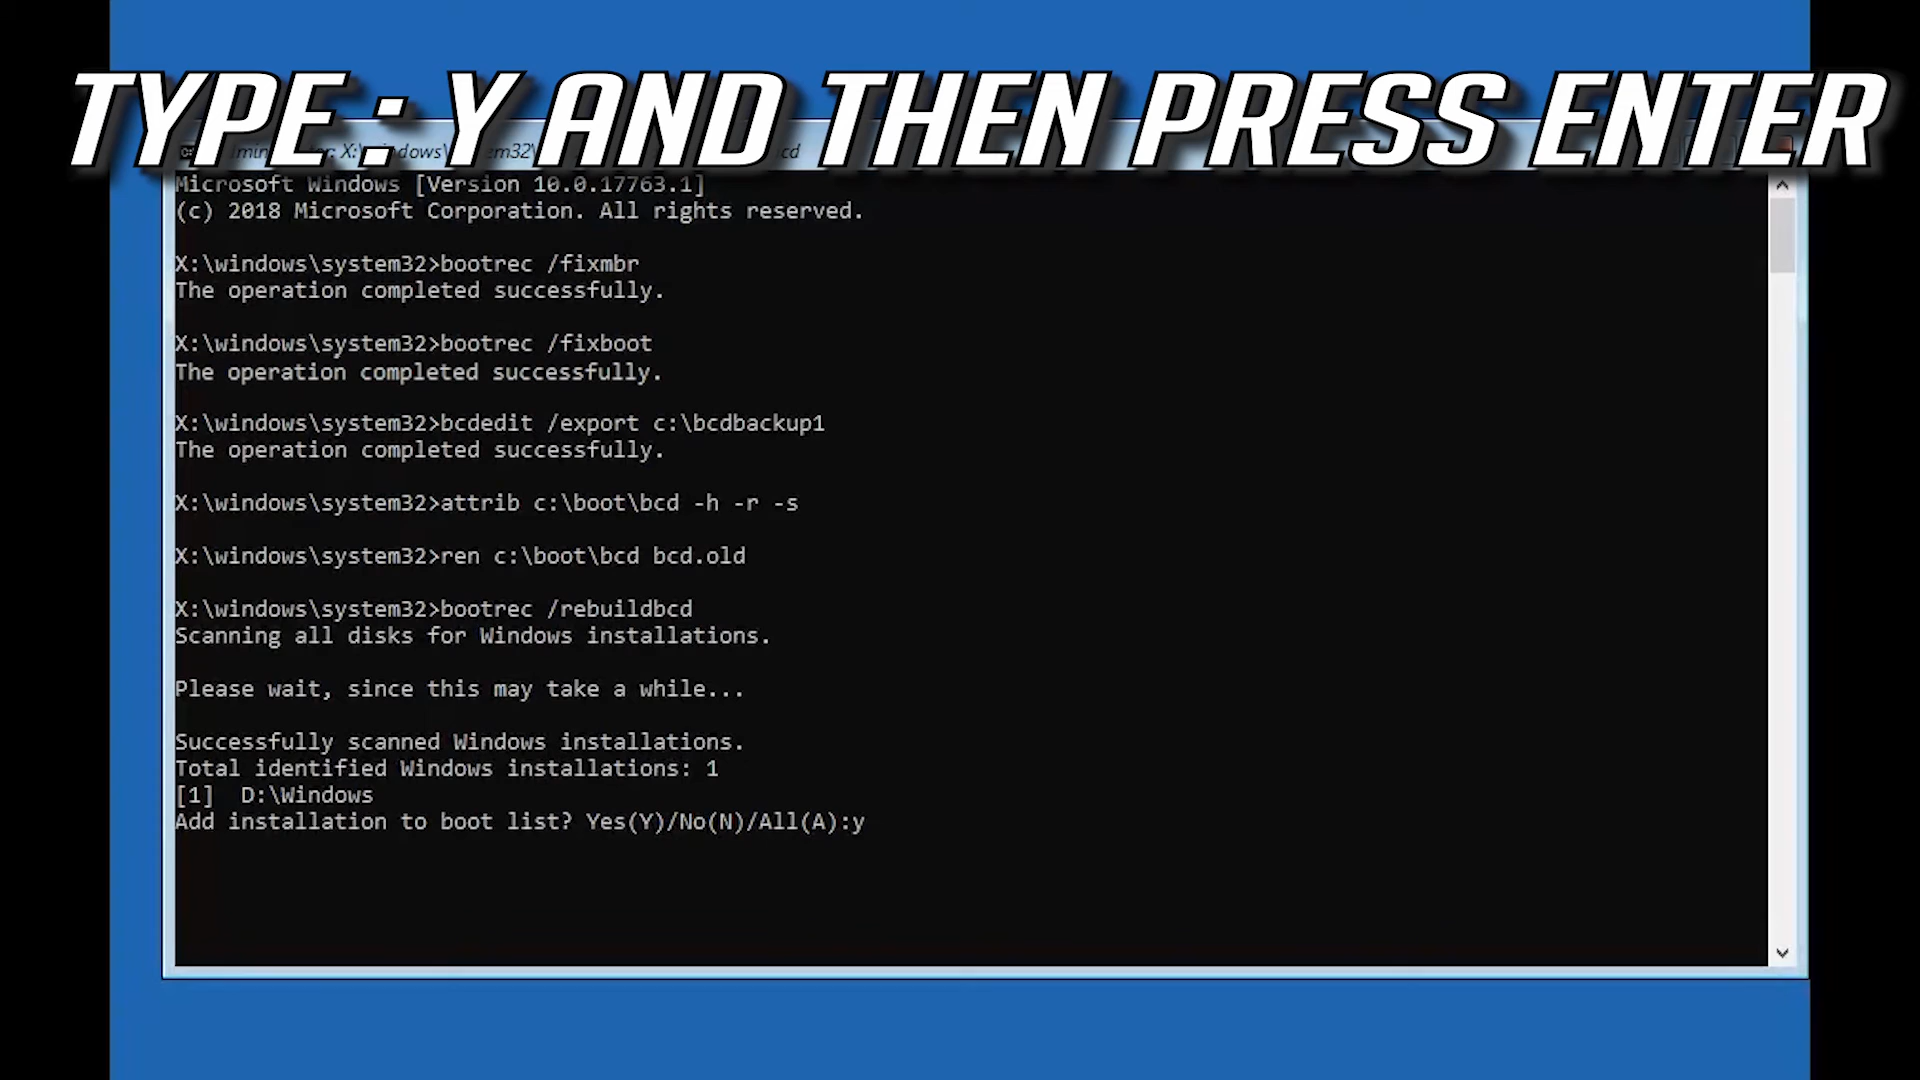 TYPE : Y AND THEN PRESS ENTER
Microsoft Windows [Version 10.0.17763.1]
(c) 2018 Microsoft Corporation. All rights reserved.
X:\windows\system32>bootrec /fixmbr
The operation completed successfully.
X:\windows\system32>bootrec /fixboot
The operation completed successfully.
X:\windows\system32>bcdedit /export c:\bcdbackup1
The operation completed successfully.
X:\windows\system32>attrib c:\boot\bcd -h -r -s
X:\windows\system32>ren c:\boot\bcd bcd.old
X:\windows\system32>bootrec /rebuildbcd
Scanning all disks for Windows installations.
Please wait, since this may take a while...
Successfully scanned Windows installations.
Total identified Windows installations: 1
[1]  D:\Windows
Add installation to boot list? Yes(Y)/No(N)/All(A):y